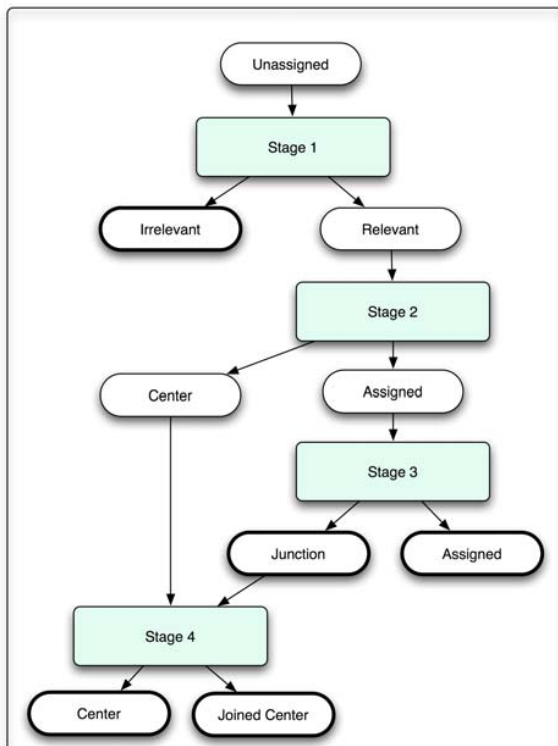 Unassigned
Stage 1
Irrelevant
Relevant
Stage 2
Center
Assigned
Stage 3
Junction
Assigned
Stage 4
Center
Joined Center